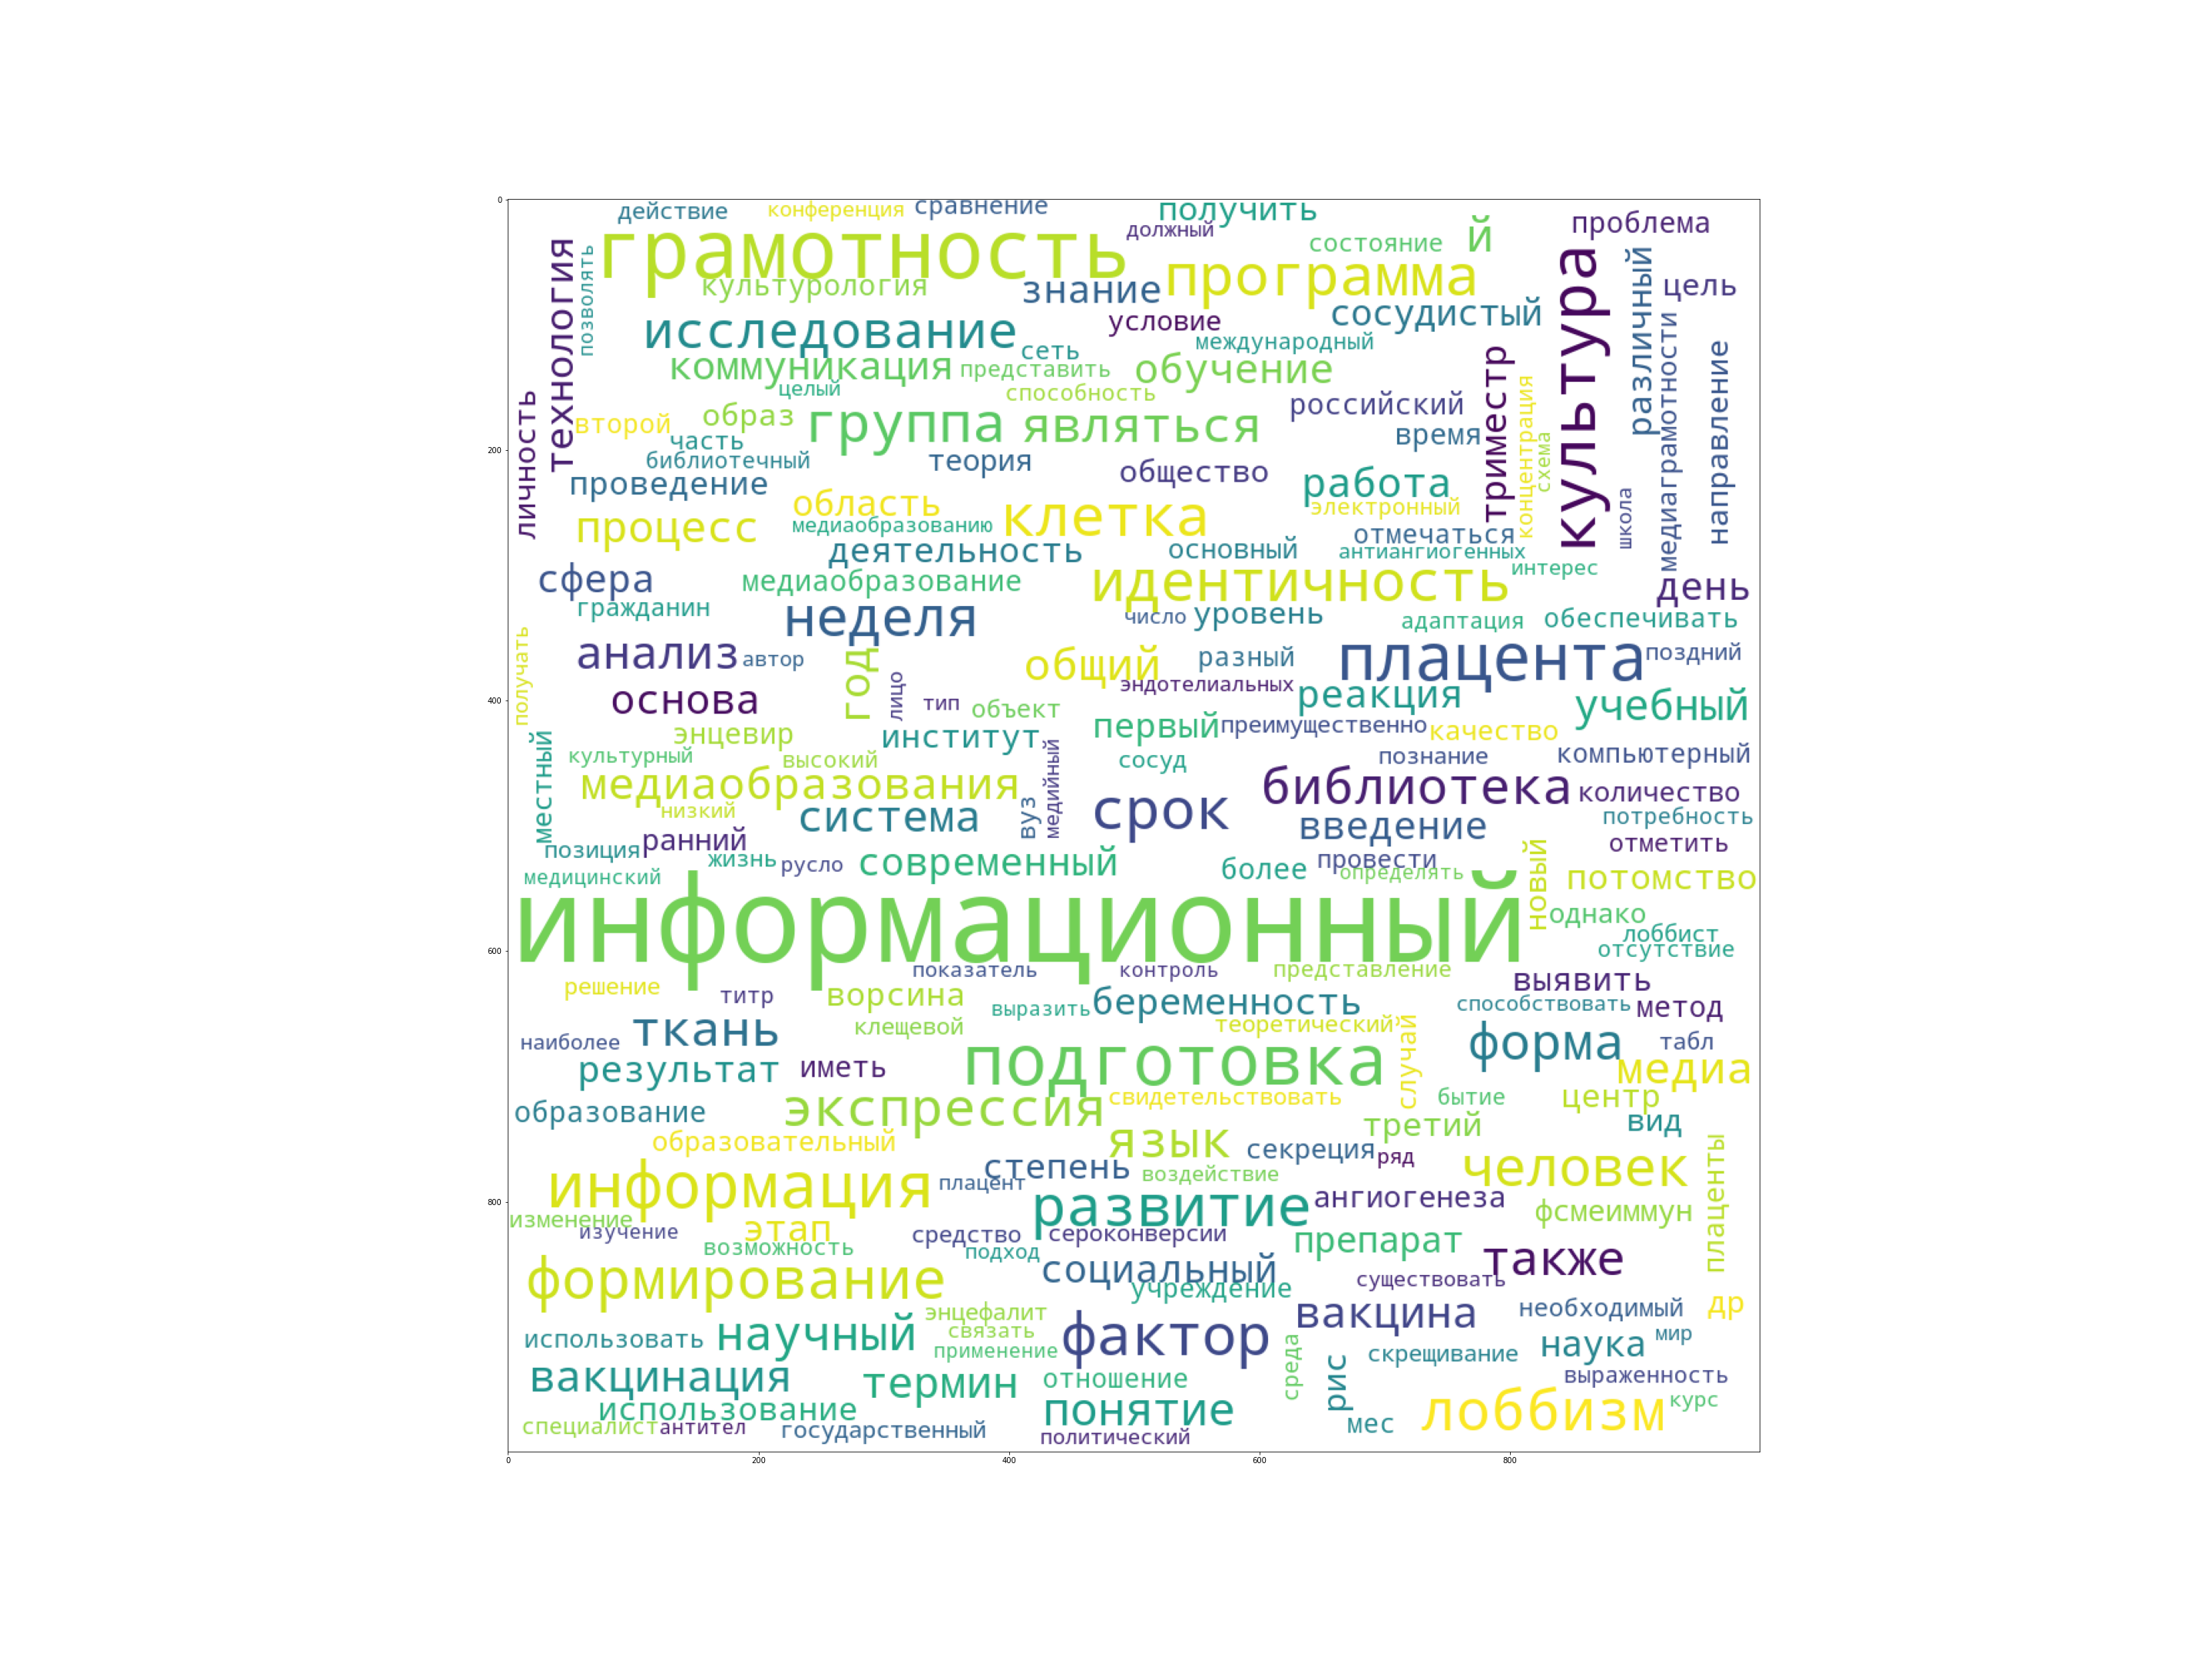 0
200
400
600
800
0
200
400
600
800
действие
конференция
сравнение
получить
должный
грамотность
состояние
й
проблема
технология
позволять
культурология
знание
программа
культура
различный
цель
сосудистый
исследование
условие
международный
медиаграмотности
направление
коммуникация
сеть
представить
обучение
триместр
целый
способность
концентрация
личность
второй
образ
группа
являться
российский
часть
время
схема
библиотечный
теория
общество
проведение
работа
область
клетка
электронный
школа
процесс
медиаобразованию
отмечаться
деятельность
основный
антиангиогенных
сфера
медиаобразование
идентичность
интерес
день
гражданин
неделя
число
уровень
адаптация
обеспечивать
получать
анализ
автор
год
общий
разный
плацента
поздний
лицо
эндотелиальных
основа
тип
объект
реакция
учебный
энцевир
институт
первый
преимущественно
качество
местный
культурный
высокий
медийный
сосуд
познание
компьютерный
медиаобразования
библиотека
низкий
система
вуз
срок
количество
введение
потребность
ранний
позиция
жизнь
русло
современный
отметить
более
провести
определять
новый
медицинский
потомство
информационный
однако
лоббист
отсутствие
показатель
контроль
представление
решение
титр
ворсина
выразить
беременность
выявить
способствовать
метод
ткань
клещевой
теоретический
случай
наиболее
форма
табл
результат
иметь
подготовка
медиа
образование
экспрессия
свидетельствовать
бытие
центр
третий
вид
образовательный
язык
секреция
ряд
плаценты
информация
степень
воздействие
человек
плацент
развитие
ангиогенеза
фсмеиммун
изменение
изучение
этап
средство
сероконверсии
возможность
подход
препарат
также
формирование
социальный
существовать
учреждение
энцефалит
вакцина
необходимый
др
использовать
научный
связать
применение
фактор
среда
скрещивание
наука
мир
вакцинация
термин
отношение
рис
выраженность
использование
понятие
лоббизм
курс
специалист
антител
государственный
мес
политический